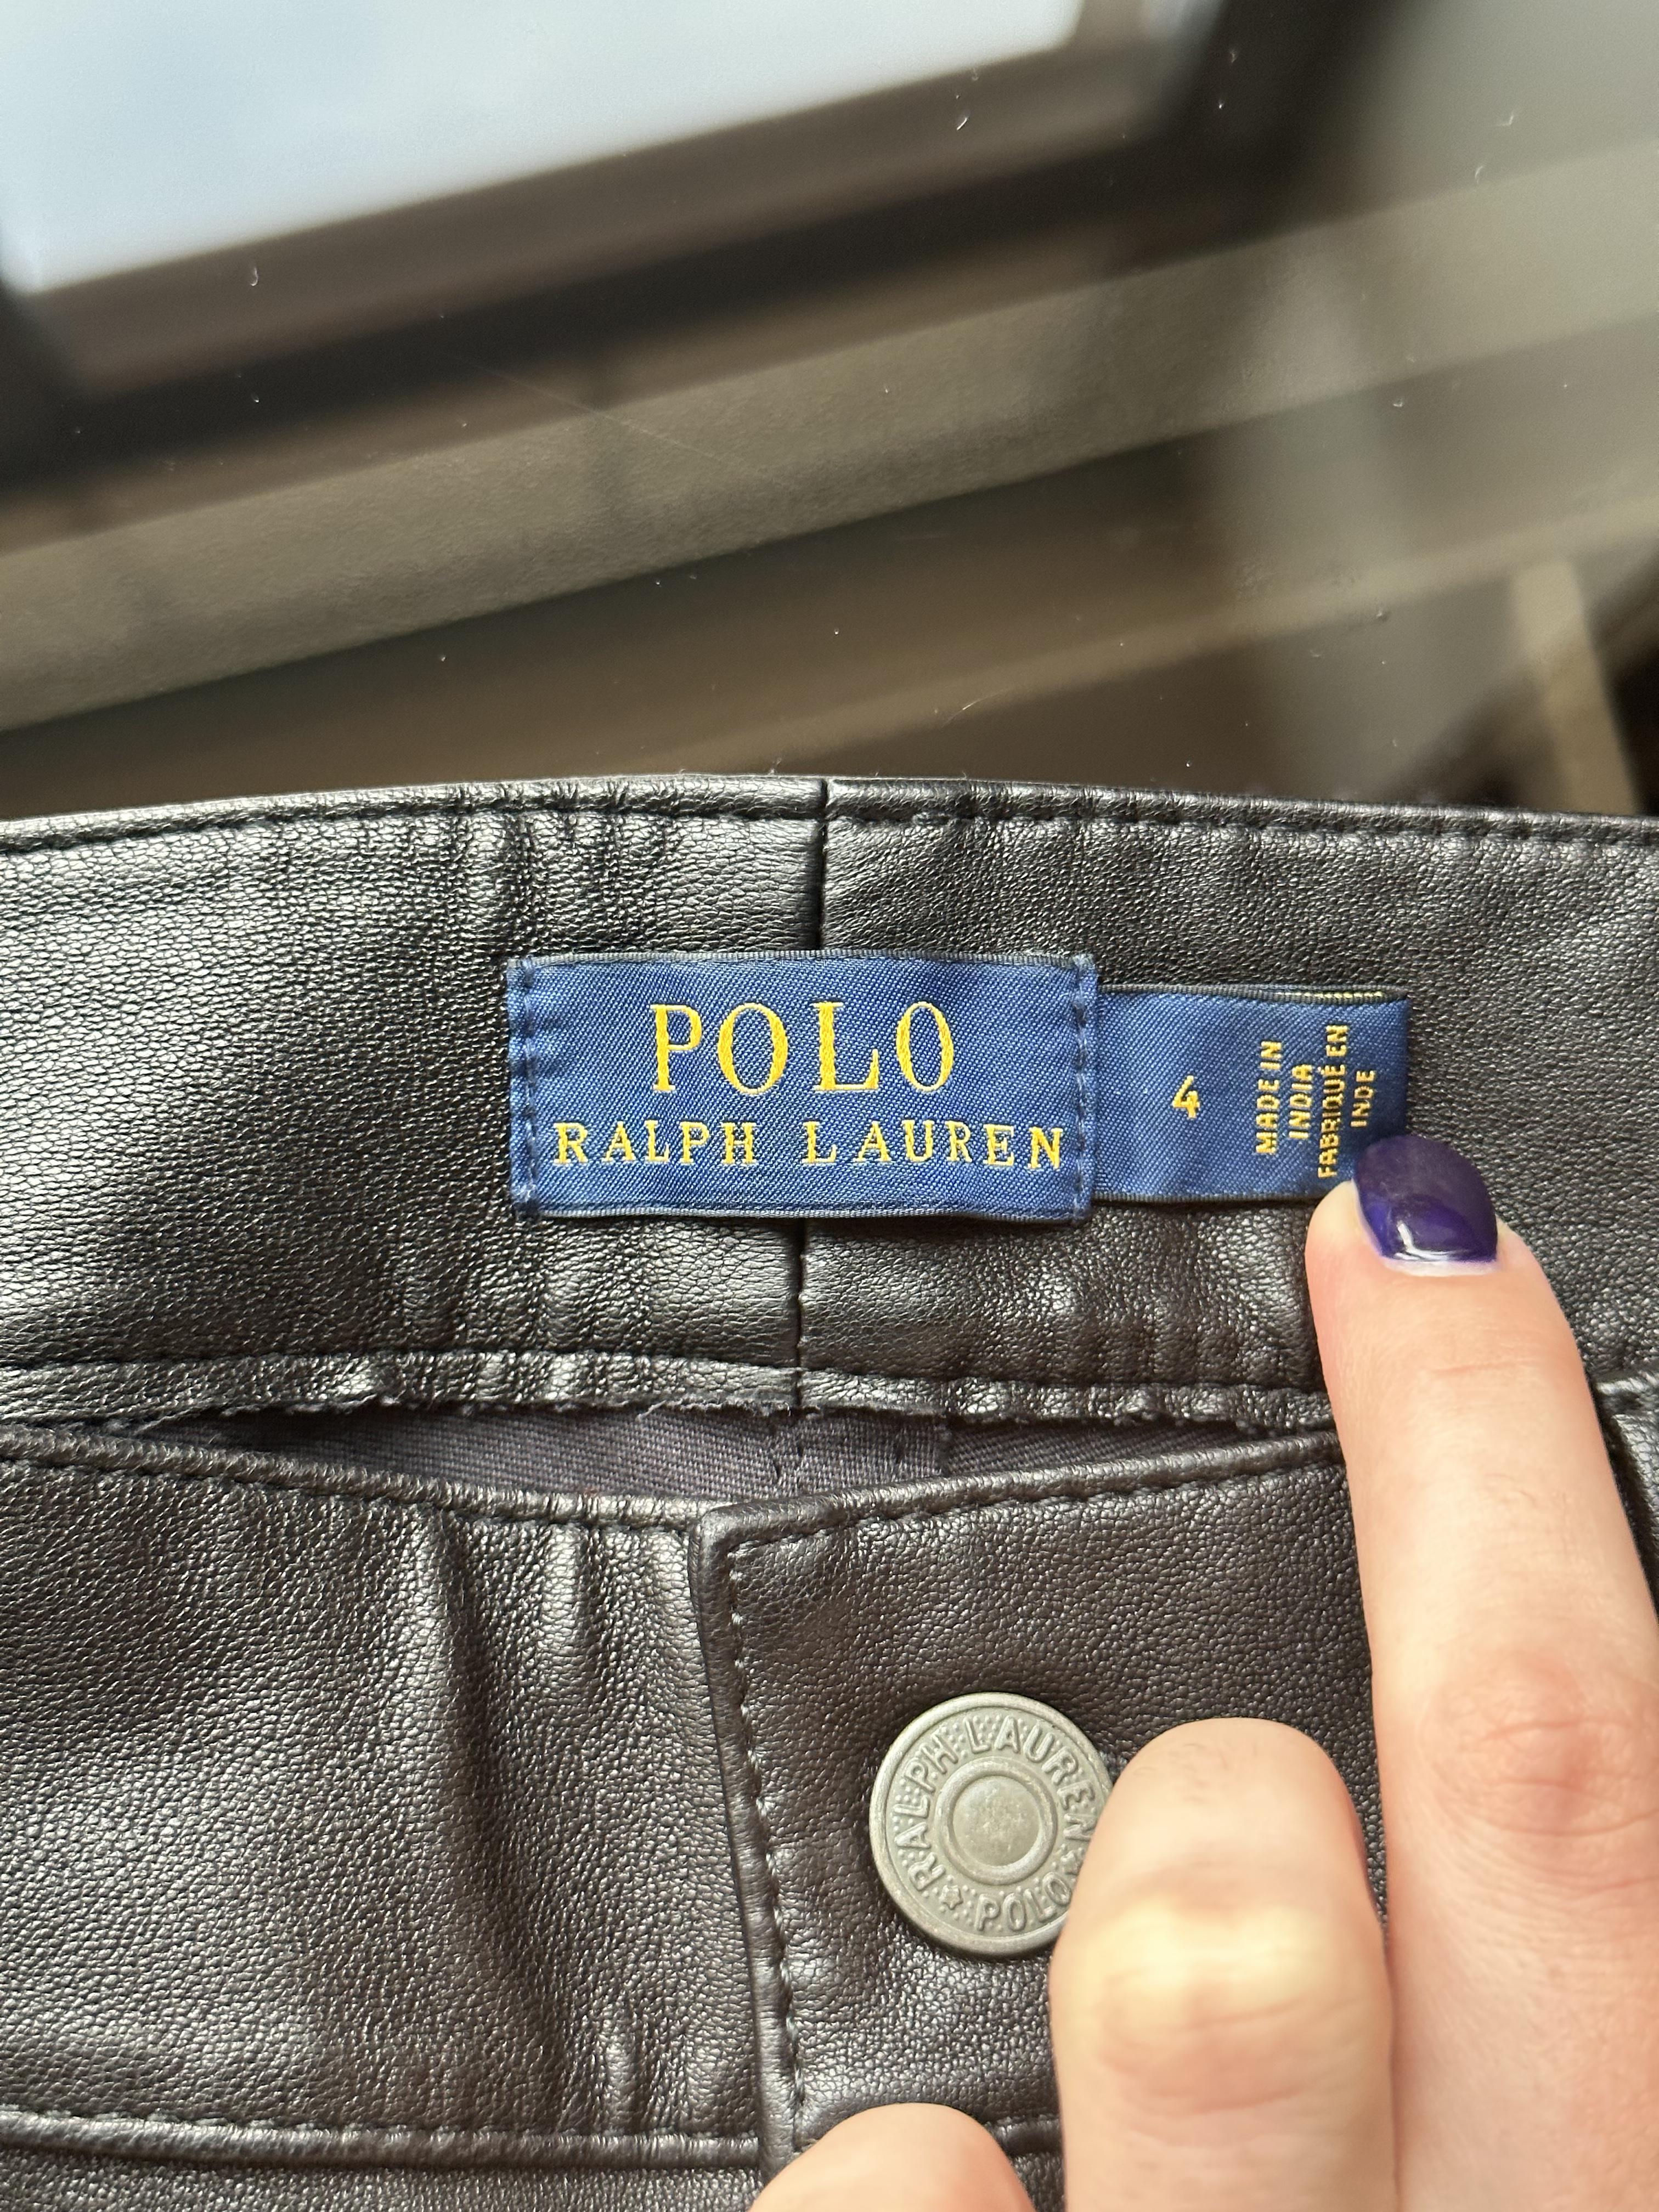 POLO
RALPH LAUREN
4
MADE IN
INDIA
FABRIQUÉ EN
INDE
RALPH LAUREN
POLO